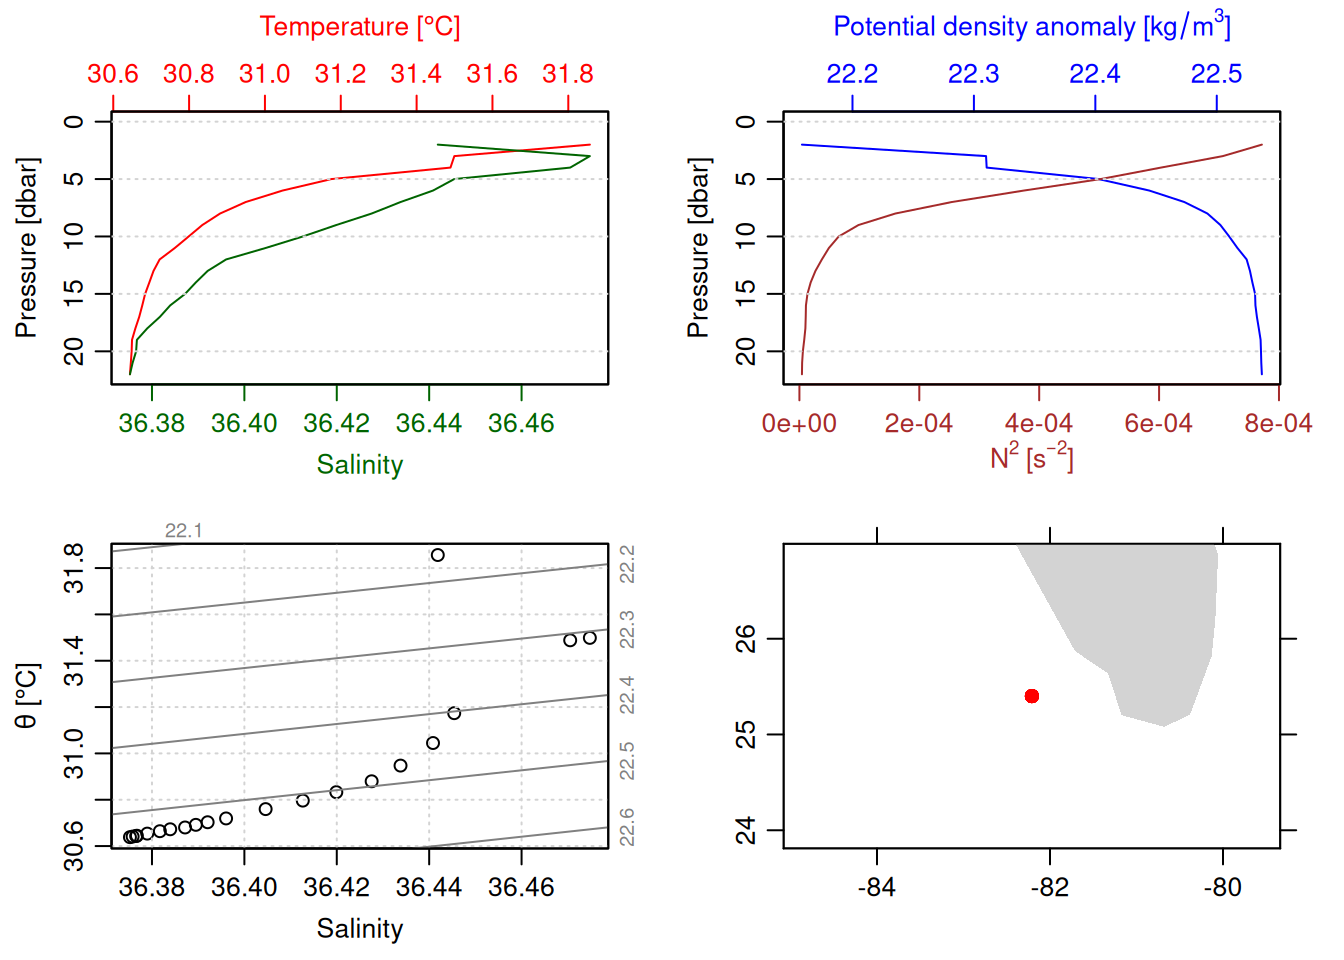 Temperature [°C]
30.6 30.8 31.0 31.2 31.4 31.6 31.8
Pressure [dbar]
0
5
10
15
20
36.38 36.40 36.42 36.44 36.46
Salinity
Potential density anomaly [kg/m³]
22.2 22.3 22.4 22.5
Pressure [dbar]
0
5
10
15
20
0e+00 2e-04 4e-04 6e-04 8e-04
N² [s⁻²]
22.1
22.2
22.3
22.4
22.5
22.6
θ [°C]
31.8
31.4
31.0
30.6
36.38 36.40 36.42 36.44 36.46
Salinity
26
25
24
-84 -82 -80